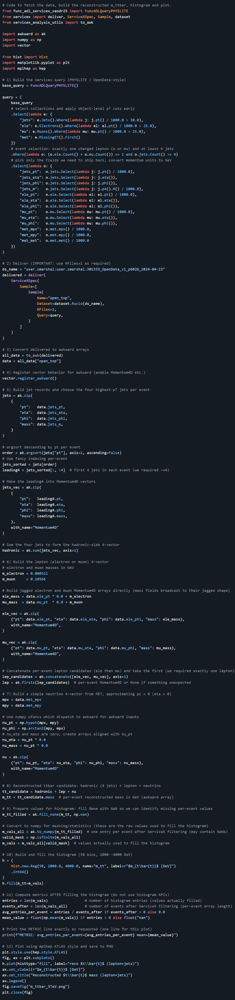 # Code to fetch the data, build the reconstructed m_ttbar, histogram and plot.
from func_adl_servicex_xaodr25 import FuncADLQueryPHYSLITE
from servicex import deliver, ServiceXSpec, Sample, dataset
from servicex_analysis_utils import to_awk

import awkward as ak
import numpy as np
import vector

from hist import Hist
import matplotlib.pyplot as plt
import mplhep as hep

# 1) Build the servicex query (PHYSLITE / OpenData-style)
base_query = FuncADLQueryPHYSLITE()

query = (
    base_query
    # select collections and apply object-level pT cuts early
    .Select(lambda e: {
        "jets": e.Jets().Where(lambda j: j.pt() / 1000.0 > 30.0),
        "ele": e.Electrons().Where(lambda el: el.pt() / 1000.0 > 25.0),
        "mu": e.Muons().Where(lambda mu: mu.pt() / 1000.0 > 25.0),
        "met": e.MissingET().First()
    })
    # event selection: exactly one charged lepton (e or mu) and at least 4 jets
    .Where(lambda o: (o.ele.Count() + o.mu.Count()) == 1 and o.jets.Count() >= 4)
    # pick only the fields we need to ship back; convert momentum units to GeV
    .Select(lambda o: {
        "jets_pt":  o.jets.Select(lambda j: j.pt() / 1000.0),
        "jets_eta": o.jets.Select(lambda j: j.eta()),
        "jets_phi": o.jets.Select(lambda j: j.phi()),
        "jets_m":   o.jets.Select(lambda j: j.p4().M() / 1000.0),
        "ele_pt":   o.ele.Select(lambda el: el.pt() / 1000.0),
        "ele_eta":  o.ele.Select(lambda el: el.eta()),
        "ele_phi":  o.ele.Select(lambda el: el.phi()),
        "mu_pt":    o.mu.Select(lambda mu: mu.pt() / 1000.0),
        "mu_eta":   o.mu.Select(lambda mu: mu.eta()),
        "mu_phi":   o.mu.Select(lambda mu: mu.phi()),
        "met_mpx":  o.met.mpx() / 1000.0,
        "met_mpy":  o.met.mpy() / 1000.0,
        "met_met":  o.met.met() / 1000.0
    })
)

# 2) Deliver (IMPORTANT: use NFiles=1 as required)
ds_name = "user.zmarshal:user.zmarshal.301333_OpenData_v1_p6026_2024-04-23"
delivered = deliver(
    ServiceXSpec(
        Sample=[
            Sample(
                Name="open_top",
                Dataset=dataset.Rucio(ds_name),
                NFiles=1,
                Query=query,
            )
        ]
    )
)

# 3) Convert delivered to awkward arrays
all_data = to_awk(delivered)
data = all_data["open_top"]

# 4) Register vector behavior for awkward (enable Momentum4D etc.)
vector.register_awkward()

# 5) Build jet records and choose the four highest-pT jets per event
jets = ak.zip(
    {
        "pt":   data.jets_pt,
        "eta":  data.jets_eta,
        "phi":  data.jets_phi,
        "mass": data.jets_m,
    }
)

# argsort descending by pt per event
order = ak.argsort(jets["pt"], axis=1, ascending=False)
# Use fancy indexing per-event
jets_sorted = jets[order]
leading4 = jets_sorted[:, :4]  # first 4 jets in each event (we required >=4)

# Make the leading4 into Momentum4D vectors
jets_vec = ak.zip(
    {
        "pt":   leading4.pt,
        "eta":  leading4.eta,
        "phi":  leading4.phi,
        "mass": leading4.mass,
    },
    with_name="Momentum4D"
)

# Sum the four jets to form the hadronic-side 4-vector
hadronic = ak.sum(jets_vec, axis=1)

# 6) Build the lepton (electron or muon) 4-vector
# electron and muon masses in GeV
m_electron = 0.000511
m_muon     = 0.10566

# Build jagged electron and muon Momentum4D arrays directly (mass fields broadcast to their jagged shape)
ele_mass = data.ele_pt * 0.0 + m_electron
mu_mass  = data.mu_pt  * 0.0 + m_muon

ele_vec = ak.zip(
    {"pt": data.ele_pt, "eta": data.ele_eta, "phi": data.ele_phi, "mass": ele_mass},
    with_name="Momentum4D",
)

mu_vec = ak.zip(
    {"pt": data.mu_pt, "eta": data.mu_eta, "phi": data.mu_phi, "mass": mu_mass},
    with_name="Momentum4D",
)

# Concatenate per-event lepton candidates (ele then mu) and take the first (we required exactly one lepton)
lep_candidates = ak.concatenate([ele_vec, mu_vec], axis=1)
lep = ak.firsts(lep_candidates)  # per-event Momentum4D or None if something unexpected

# 7) Build a simple neutrino 4-vector from MET, approximating pz = 0 (eta = 0)
mpx = data.met_mpx
mpy = data.met_mpy

# Use numpy ufuncs which dispatch to awkward for awkward inputs
nu_pt = np.hypot(mpx, mpy)
nu_phi = np.arctan2(mpy, mpx)
# nu_eta and mass are zero, create arrays aligned with nu_pt
nu_eta = nu_pt * 0.0
nu_mass = nu_pt * 0.0

nu = ak.zip(
    {"pt": nu_pt, "eta": nu_eta, "phi": nu_phi, "mass": nu_mass},
    with_name="Momentum4D"
)

# 8) Reconstructed ttbar candidate: hadronic (4 jets) + lepton + neutrino
tt_candidate = hadronic + lep + nu
m_tt = tt_candidate.mass  # per-event reconstructed mass in GeV (awkward array)

# 9) Prepare values for histogram: fill None with NaN so we can identify missing per-event values
m_tt_filled = ak.fill_none(m_tt, np.nan)

# Convert to numpy for masking/statistics (these are the raw values used to fill the histogram)
m_vals_all = ak.to_numpy(m_tt_filled)  # one entry per event after ServiceX filtering (may contain NaNs)
valid_mask = np.isfinite(m_vals_all)
m_vals = m_vals_all[valid_mask]  # values actually used to fill the histogram

# 10) Build and fill the histogram (50 bins, 2000--4000 GeV)
h = (
    Hist.new.Reg(50, 2000.0, 4000.0, name="m_tt", label=r"$m_{t\bar{t}}$ [GeV]")
    .Int64()
)
h.fill(m_tt=m_vals)

# 11) Compute metrics AFTER filling the histogram (do not use histogram APIs)
entries = len(m_vals)                # number of histogram entries (values actually filled)
events_after = len(m_vals_all)       # number of events after ServiceX filtering (per-event array length)
avg_entries_per_event = entries / events_after if events_after > 0 else 0.0
mean_value = float(np.mean(m_vals)) if entries > 0 else float("nan")

# Print the METRIC line exactly as requested (one line for this plot)
print(f"METRIC: avg_entries_per_event={avg_entries_per_event} mean={mean_value}")

# 12) Plot using mplhep ATLAS style and save to PNG
plt.style.use(hep.style.ATLAS)
fig, ax = plt.subplots()
h.plot(histtype="fill", label="reco $t\\bar{t}$ (lepton+jets)")
ax.set_xlabel(r"$m_{t\bar{t}}$ [GeV]")
ax.set_title("Reconstructed $t\\bar{t}$ mass (lepton+jets)")
ax.legend()
fig.savefig("m_ttbar_3TeV.png")
plt.close(fig)